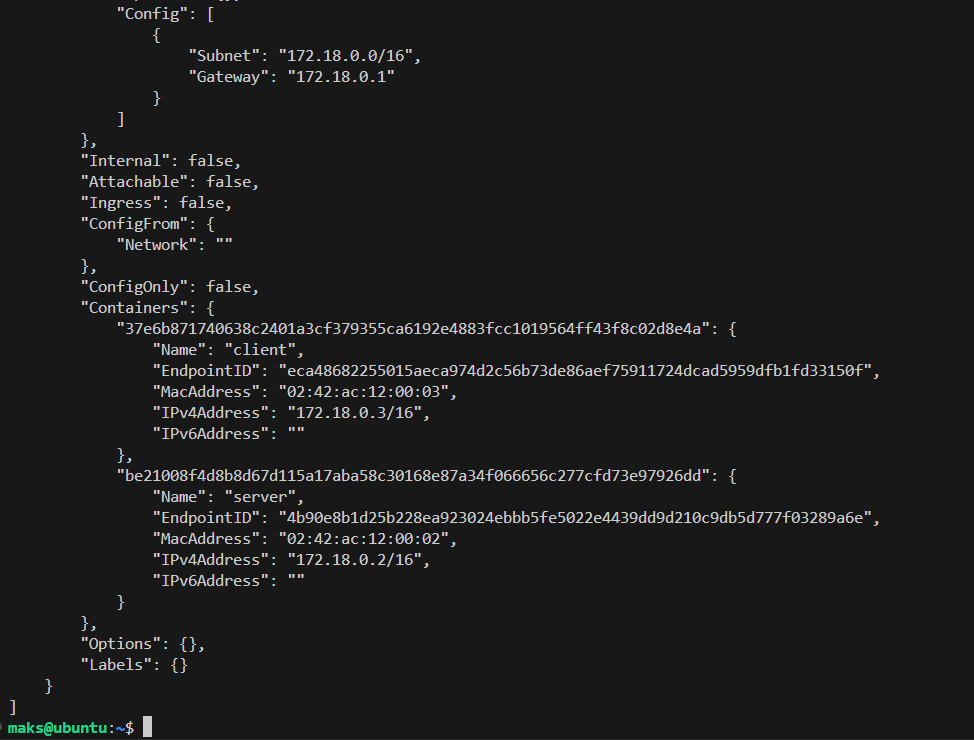 "Config": [
{
"Subnet": "172.18.0.0/16",
"Gateway": "172.18.0.1"
}
]
},
"Internal": false,
"Attachable": false,
"Ingress": false,
"ConfigFrom": {
"Network": ""
},
"ConfigOnly": false,
"Containers": {
"37e6b871740638c2401a3cf379355ca6192e4883fcc1019564ff43f8c02d8e4a": {
"Name": "client",
"EndpointID": "eca48682255015aeca974d2c56b73de86aef75911724dcad5959dfb1fd33150f",
"MacAddress": "02:42:ac:12:00:03",
"IPv4Address": "172.18.0.3/16",
"IPv6Address": ""
},
"be21008f4d8b8d67d115a17aba58c30168e87a34f066656c277cfd73e97926dd": {
"Name": "server",
"EndpointID": "4b90e8b1d25b228ea923024ebbb5fe5022e4439dd9d210c9db5d777f03289a6e",
"MacAddress": "02:42:ac:12:00:02",
"IPv4Address": "172.18.0.2/16",
"IPv6Address": ""
}
},
"Options": {},
"Labels": {}
}
]
maks@ubuntu:~$